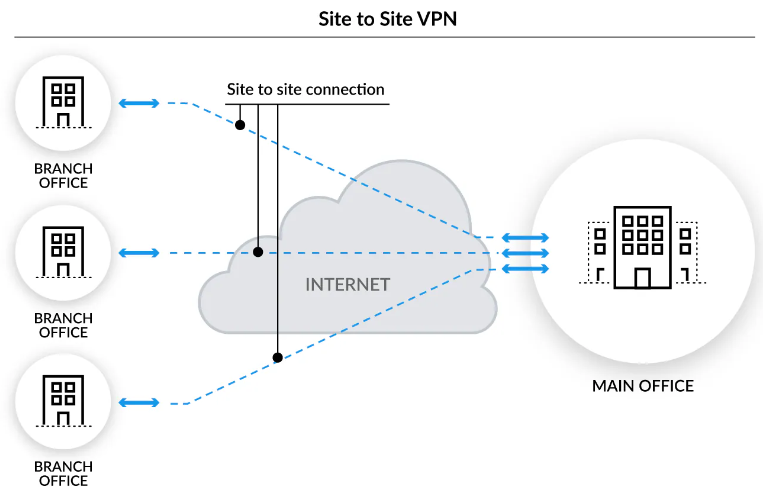 Site to Site VPN
Site to site connection
BRANCH
OFFICE
BRANCH
OFFICE
INTERNET
MAIN OFFICE
BRANCH
OFFICE